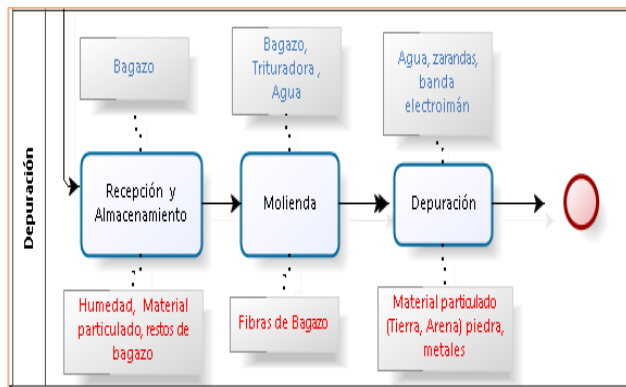 Depuración
Bagazo
Bagazo,
Trituradora ,
Agua
Agua, zarandas,
banda
electroimán
Recepción y
Almacenamiento
Molienda
Depuración
Humedad, Material
particulado, restos de
bagazo
Fibras de Bagazo
Material particulado
(Tierra, Arena) piedra,
metales